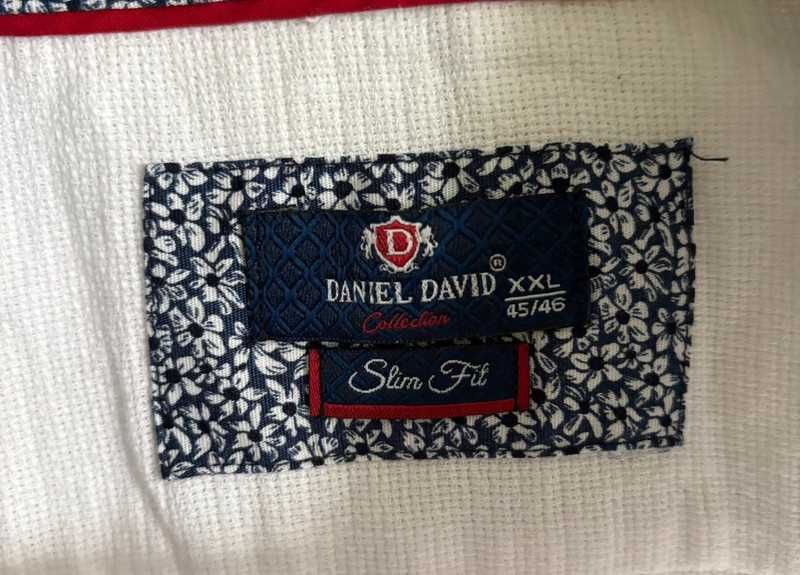 D
DANIEL DAVID ®
Collection
XXL
45/46
Slim Fit